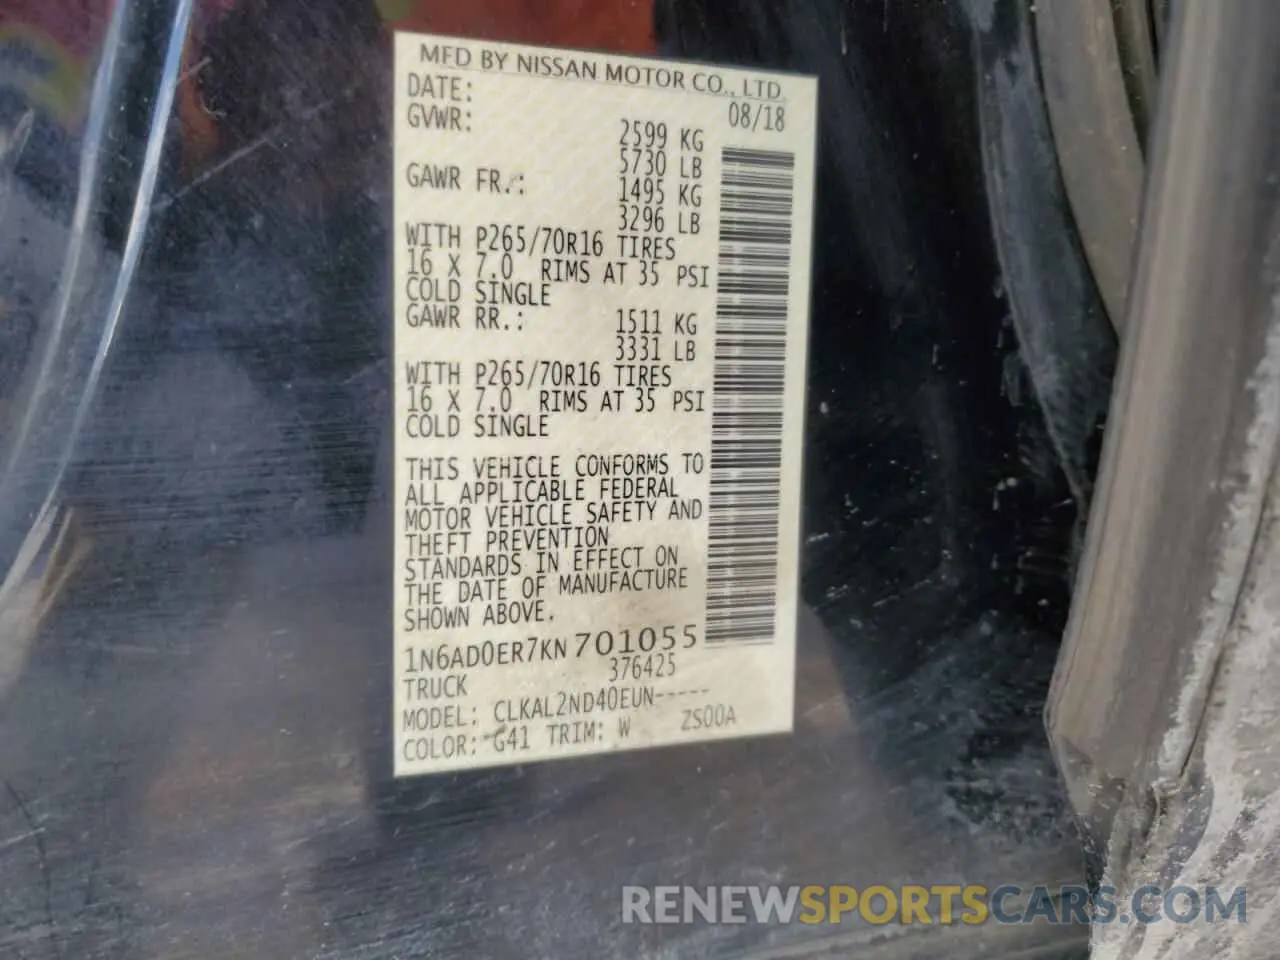 MFD BY NISSAN MOTOR CO., LTD.
DATE: 08/18
GVWR: 2599 KG
5730 LB
GAWR FR.: 1495 KG
3296 LB
WITH P265/70R16 TIRES
16 X 7.0 RIMS AT 35 PSI
COLD SINGLE
GAWR RR.: 1511 KG
3331 LB
WITH P265/70R16 TIRES
16 X 7.0 RIMS AT 35 PSI
COLD SINGLE
THIS VEHICLE CONFORMS TO
ALL APPLICABLE FEDERAL
MOTOR VEHICLE SAFETY AND
THEFT PREVENTION
STANDARDS IN EFFECT ON
THE DATE OF MANUFACTURE
SHOWN ABOVE.
1N6AD0ER7KN701055
376425
TRUCK
MODEL: CLKAL2ND40EUN-----
COLOR: G41 TRIM: W ZS00A
RENEWSPORTSCARS.COM